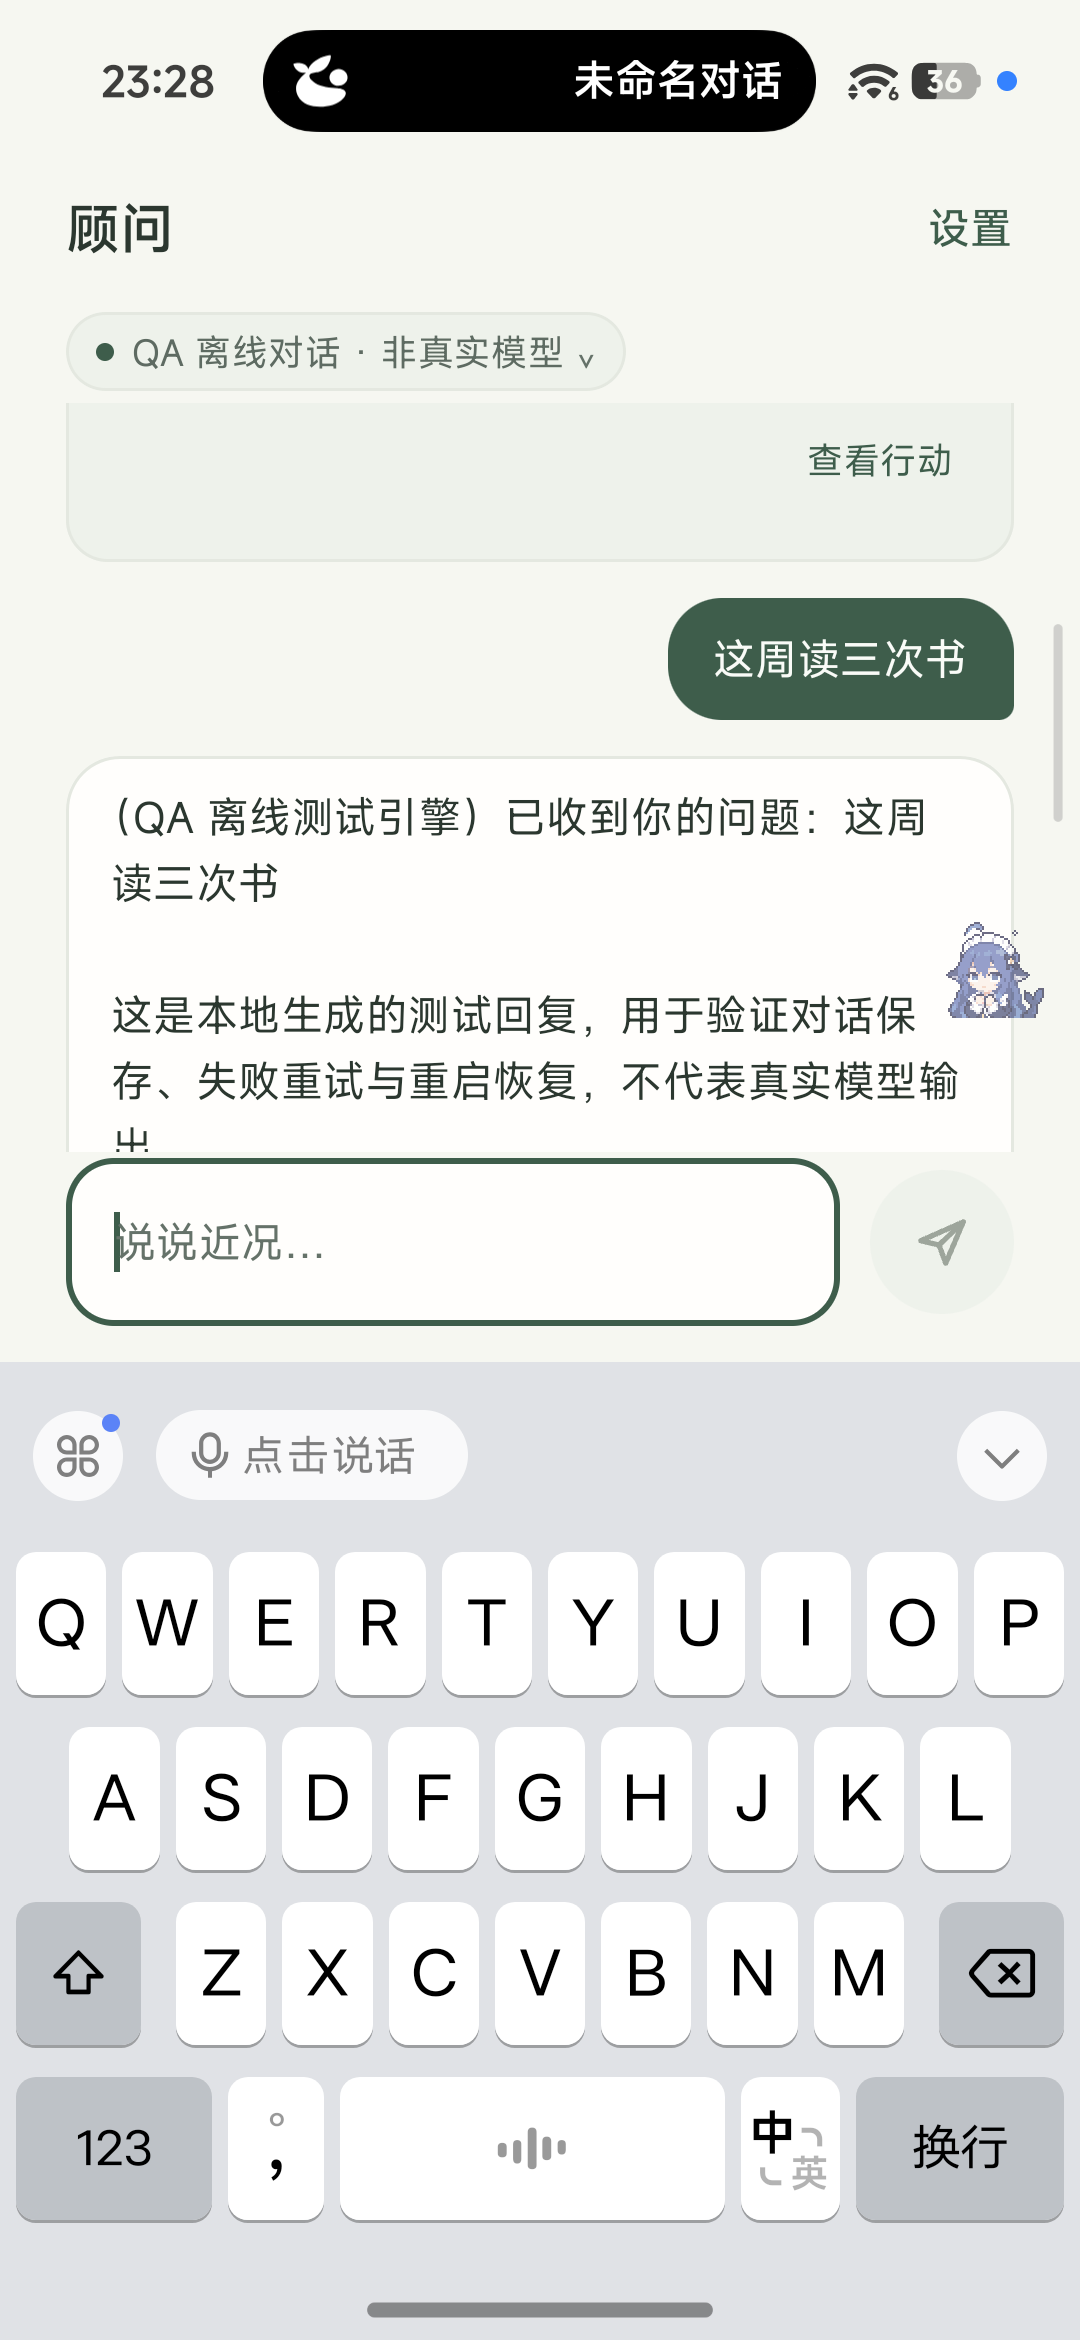 23:28
未命名对话
6
36
顾问
设置
QA 离线对话 · 非真实模型
查看行动
这周读三次书
（QA 离线测试引擎）已收到你的问题：这周
读三次书
这是本地生成的测试回复，用于验证对话保
存、失败重试与重启恢复，不代表真实模型输
出
说说近况...
点击说话
Q W E R T Y U I O P
A S D F G H J K L
Z X C V B N M
123
。
，
中
英
换行